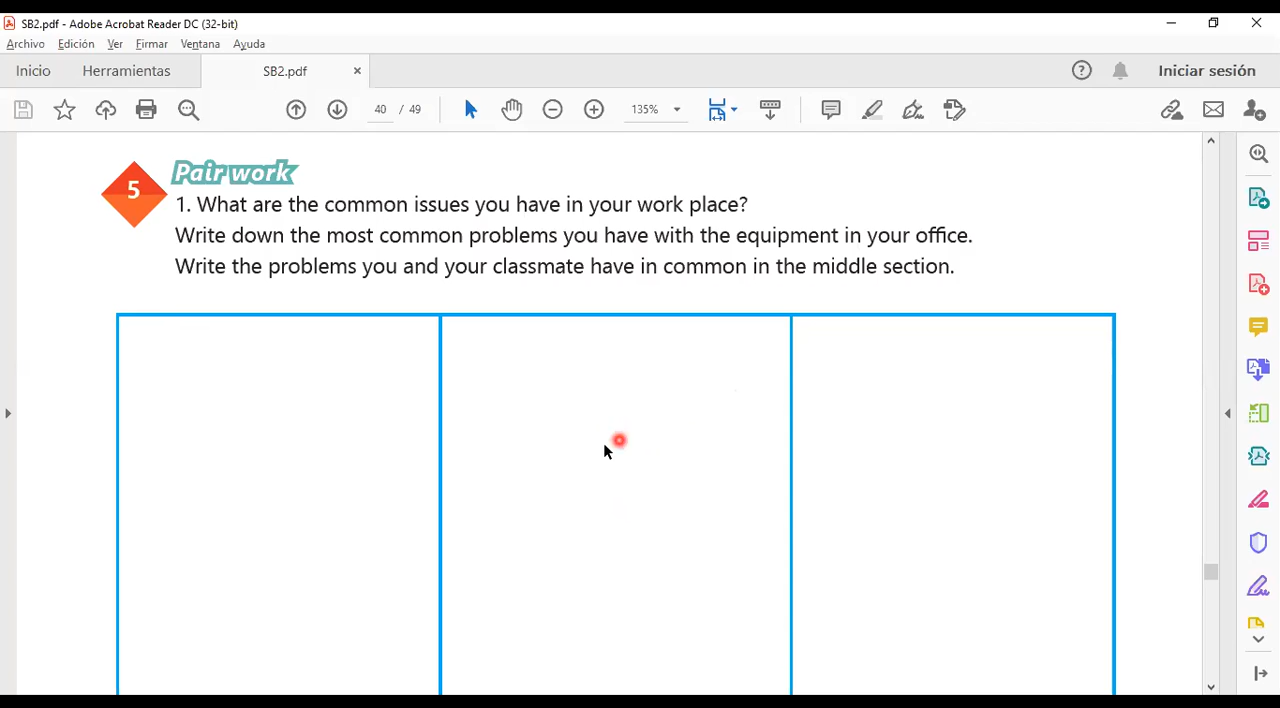 SB2.pdf - Adobe Acrobat Reader DC (32-bit)
Archivo Edición Ver Firmar Ventana Ayuda
Inicio Herramientas SB2.pdf × Iniciar sesión
40 / 49 135%
5 Pair work
1. What are the common issues you have in your work place?
Write down the most common problems you have with the equipment in your office.
Write the problems you and your classmate have in common in the middle section.